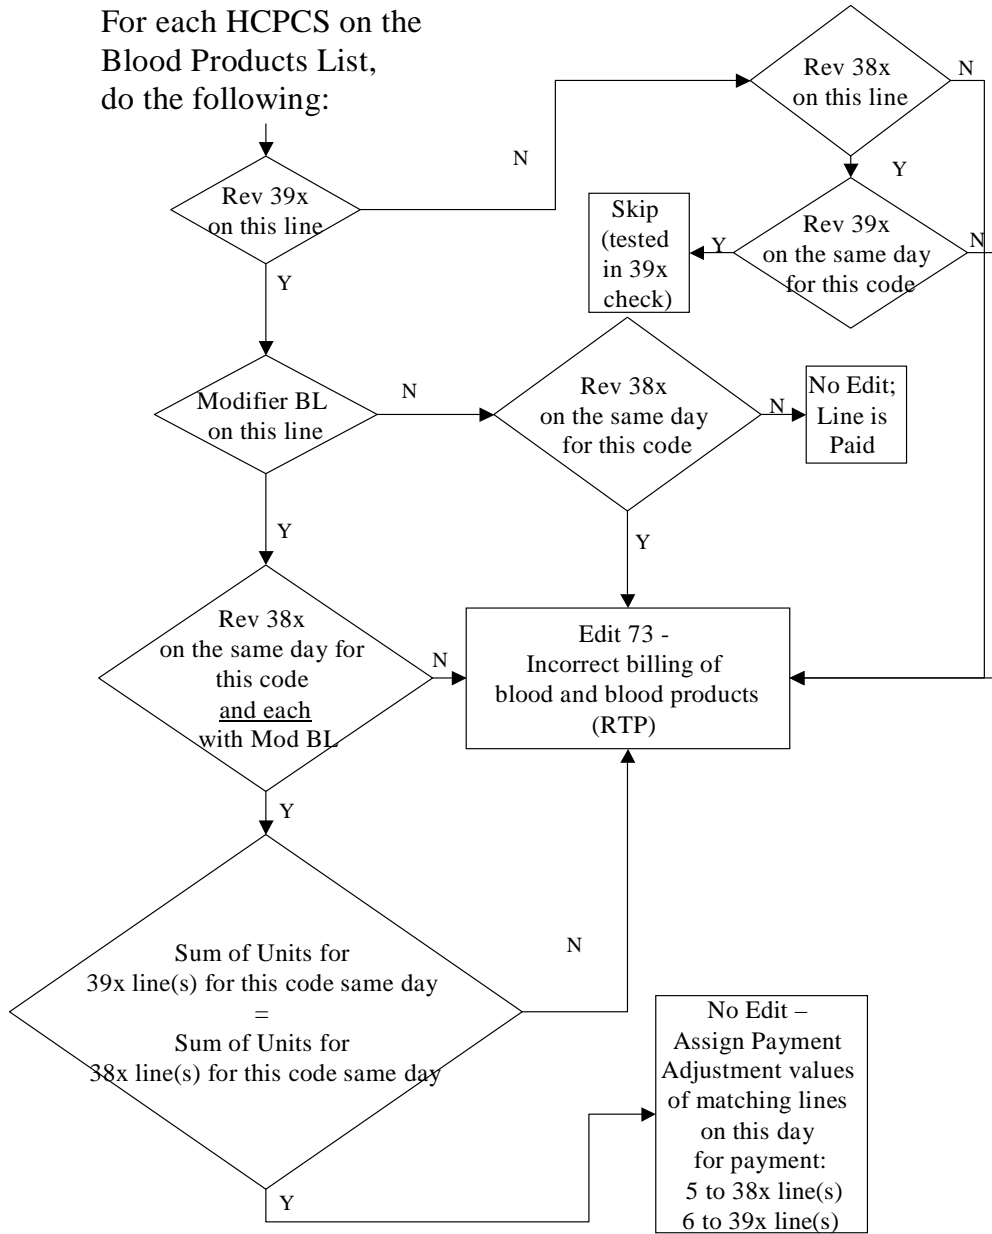 For each HCPCS on the
Blood Products List,
do the following:
Rev 38x
on this line
N
Y
N
Rev 39x
on this line
Y
Skip
(tested
in 39x
check)
Y
Rev 39x
on the same day
for this code
N
Modifier BL
on this line
N
Rev 38x
on the same day
for this code
N
No Edit;
Line is
Paid
Y
Y
Rev 38x
on the same day for
this code
and each
with Mod BL
N
Edit 73 -
Incorrect billing of
blood and blood products
(RTP)
Y
Sum of Units for
39x line(s) for this code same day
=
Sum of Units for
38x line(s) for this code same day
N
Y
No Edit –
Assign Payment
Adjustment values
of matching lines
on this day
for payment:
5 to 38x line(s)
6 to 39x line(s)